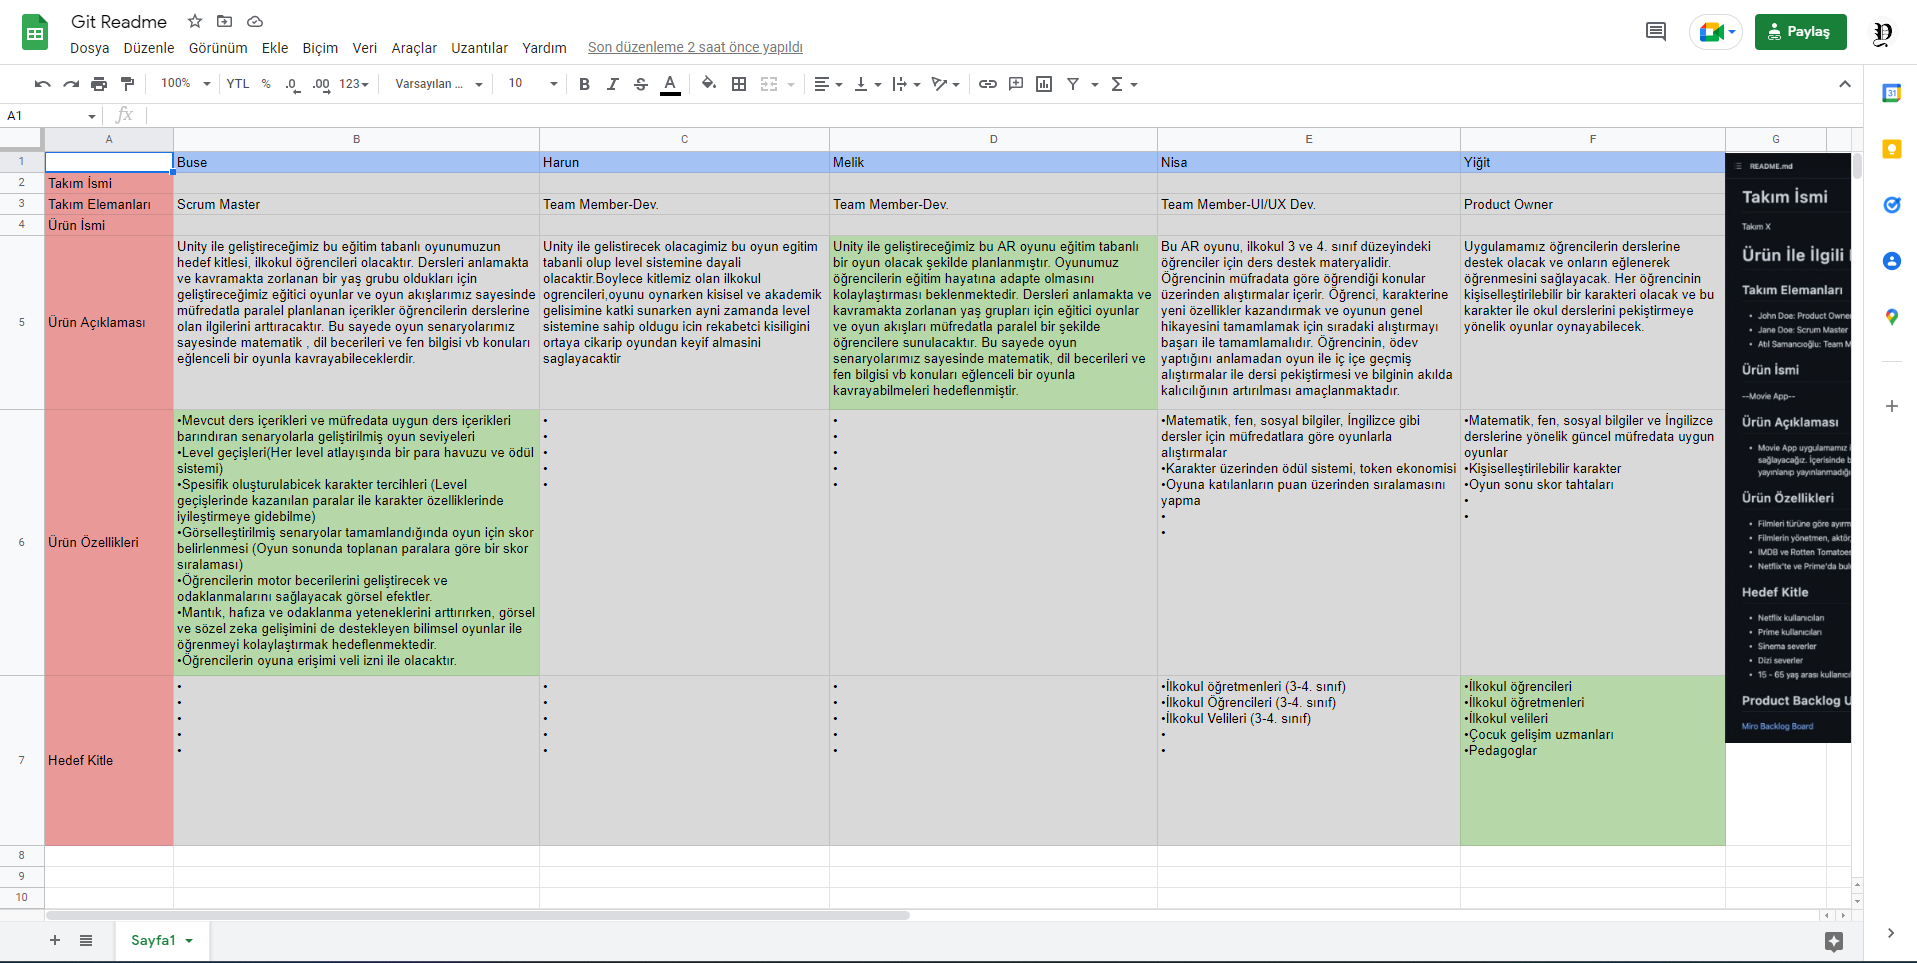 Git Readme
Dosya Düzenle Görünüm Ekle Biçim Veri Araçlar Uzantılar Yardım Son düzenleme 2 saat önce yapıldı
Paylaş
100% YTL % .0 .00 123 Varsayılan ... 10 B I S A
A1 fx
A B C D E F G
1 Buse Harun Melik Nisa Yiğit
2 Takım İsmi
3 Takım Elemanları Scrum Master Team Member-Dev. Team Member-Dev. Team Member-UI/UX Dev. Product Owner
4 Ürün İsmi
5 Ürün Açıklaması
Unity ile geliştireceğimiz bu eğitim tabanlı oyunumuzun
hedef kitlesi, ilkokul öğrencileri olacaktır. Dersleri anlamakta
ve kavramakta zorlanan bir yaş grubu oldukları için
geliştireceğimiz eğitici oyunlar ve oyun akışlarımız sayesinde
müfredatla paralel planlanan içerikler öğrencilerin derslerine
olan ilgilerini arttıracaktır. Bu sayede oyun senaryolarımız
sayesinde matematik , dil becerileri ve fen bilgisi vb konuları
eğlenceli bir oyunla kavrayabileceklerdir.
Unity ile gelistirecek olacagimiz bu oyun egitim
tabanli olup level sistemine dayali
olacaktir.Boylece kitlemiz olan ilkokul
ogrencileri,oyunu oynarken kisisel ve akademik
gelisimine katki sunarken ayni zamanda level
sistemine sahip oldugu icin rekabetci kisiligini
ortaya cikarip oyundan keyif almasini
saglayacaktir
Unity ile geliştireceğimiz bu AR oyunu eğitim tabanlı
bir oyun olacak şekilde planlanmıştır. Oyunumuz
öğrencilerin eğitim hayatına adapte olmasını
kolaylaştırması beklenmektedir. Dersleri anlamakta ve
kavramakta zorlanan yaş grupları için eğitici oyunlar
ve oyun akışları müfredatla paralel bir şekilde
öğrencilere sunulacaktır. Bu sayede oyun
senaryolarımız sayesinde matematik, dil becerileri ve
fen bilgisi vb konuları eğlenceli bir oyunla
kavrayabilmeleri hedeflenmiştir.
Bu AR oyunu, ilkokul 3 ve 4. sınıf düzeyindeki
öğrenciler için ders destek materyalidir.
Öğrencinin müfradata göre öğrendiği konular
üzerinden alıştırmalar içerir. Öğrenci, karakterine
yeni özellikler kazandırmak ve oyunun genel
hikayesini tamamlamak için sıradaki alıştırmayı
başarı ile tamamlamalıdır. Öğrencinin, ödev
yaptığını anlamadan oyun ile iç içe geçmiş
alıştırmalar ile dersi pekiştirmesi ve bilginin akılda
kalıcılığının artırılması amaçlanmaktadır.
Uygulamamız öğrencilerin derslerine
destek olacak ve onların eğlenerek
öğrenmesini sağlayacak. Her öğrencinin
kişiselleştirilebilir bir karakteri olacak ve bu
karakter ile okul derslerini pekiştirmeye
yönelik oyunlar oynayabilecek.
6 Ürün Özellikleri
•Mevcut ders içerikleri ve müfredata uygun ders içerikleri
barındıran senaryolarla geliştirilmiş oyun seviyeleri
•Level geçişleri(Her level atlayışında bir para havuzu ve ödül
sistemi)
•Spesifik oluşturulabicek karakter tercihleri (Level
geçişlerinde kazanılan paralar ile karakter özelliklerinde
iyileştirmeye gidebilme)
•Görselleştirilmiş senaryolar tamamlandığında oyun için skor
belirlenmesi (Oyun sonunda toplanan paralara göre bir skor
sıralaması)
•Öğrencilerin motor becerilerini geliştirecek ve
odaklanmalarını sağlayacak görsel efektler.
•Mantık, hafıza ve odaklanma yeteneklerini arttırırken, görsel
ve sözel zeka gelişimini de destekleyen bilimsel oyunlar ile
öğrenmeyi kolaylaştırmak hedeflenmektedir.
•Öğrencilerin oyuna erişimi veli izni ile olacaktır.
•Matematik, fen, sosyal bilgiler, İngilizce gibi
dersler için müfredatlara göre oyunlarla
alıştırmalar
•Karakter üzerinden ödül sistemi, token ekonomisi
•Oyuna katılanların puan üzerinden sıralamasını
yapma
•Matematik, fen, sosyal bilgiler ve İngilizce
derslerine yönelik güncel müfredata uygun
oyunlar
•Kişiselleştirilebilir karakter
•Oyun sonu skor tahtaları
7 Hedef Kitle
•İlkokul öğretmenleri (3-4. sınıf)
•İlkokul Öğrencileri (3-4. sınıf)
•İlkokul Velileri (3-4. sınıf)
•İlkokul öğrencileri
•İlkokul öğretmenleri
•İlkokul velileri
•Çocuk gelişim uzmanları
•Pedagoglar
8
9
10
README.md
Takım İsmi
Takım X
Ürün İle İlgili
Takım Elemanları
• John Doe: Product Owne
• Jane Doe: Scrum Master
• Atıl Samancıoğlu: Team M
Ürün İsmi
--Movie App--
Ürün Açıklaması
• Movie App uygulamamız
sağlayacağız. İçerisinde
yayınlanıp yayınlanmadığı
Ürün Özellikleri
• Filmleri türüne göre ayırm
• Filmlerin yönetmen, aktör,
• IMDB ve Rotten Tomatoes
• Netflix'te ve Prime'da bul
Hedef Kitle
• Netflix kullanıcıları
• Prime kullanıcıları
• Sinema severler
• Dizi severler
• 15 - 65 yaş arası kullanıcı
Product Backlog U
Miro Backlog Board
31
Sayfa1